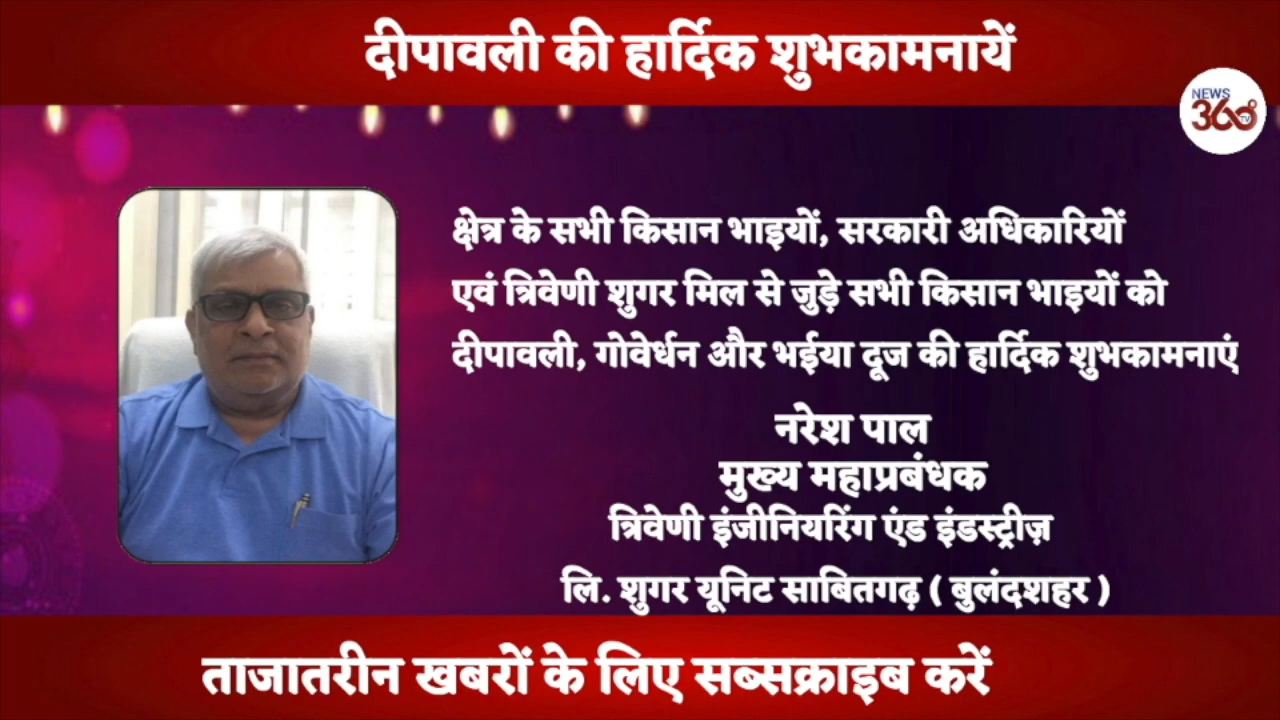 दीपावली की हार्दिक शुभकामनायें
NEWS
360°
TV
क्षेत्र के सभी किसान भाइयों, सरकारी अधिकारियों
एवं त्रिवेणी शुगर मिल से जुड़े सभी किसान भाइयों को
दीपावली, गोवेर्धन और भईया दूज की हार्दिक शुभकामनाएं
नरेश पाल
मुख्य महाप्रबंधक
त्रिवेणी इंजीनियरिंग एंड इंडस्ट्रीज़
लि. शुगर यूनिट साबितगढ़ ( बुलंदशहर )
ताजातरीन खबरों के लिए सब्सक्राइब करें